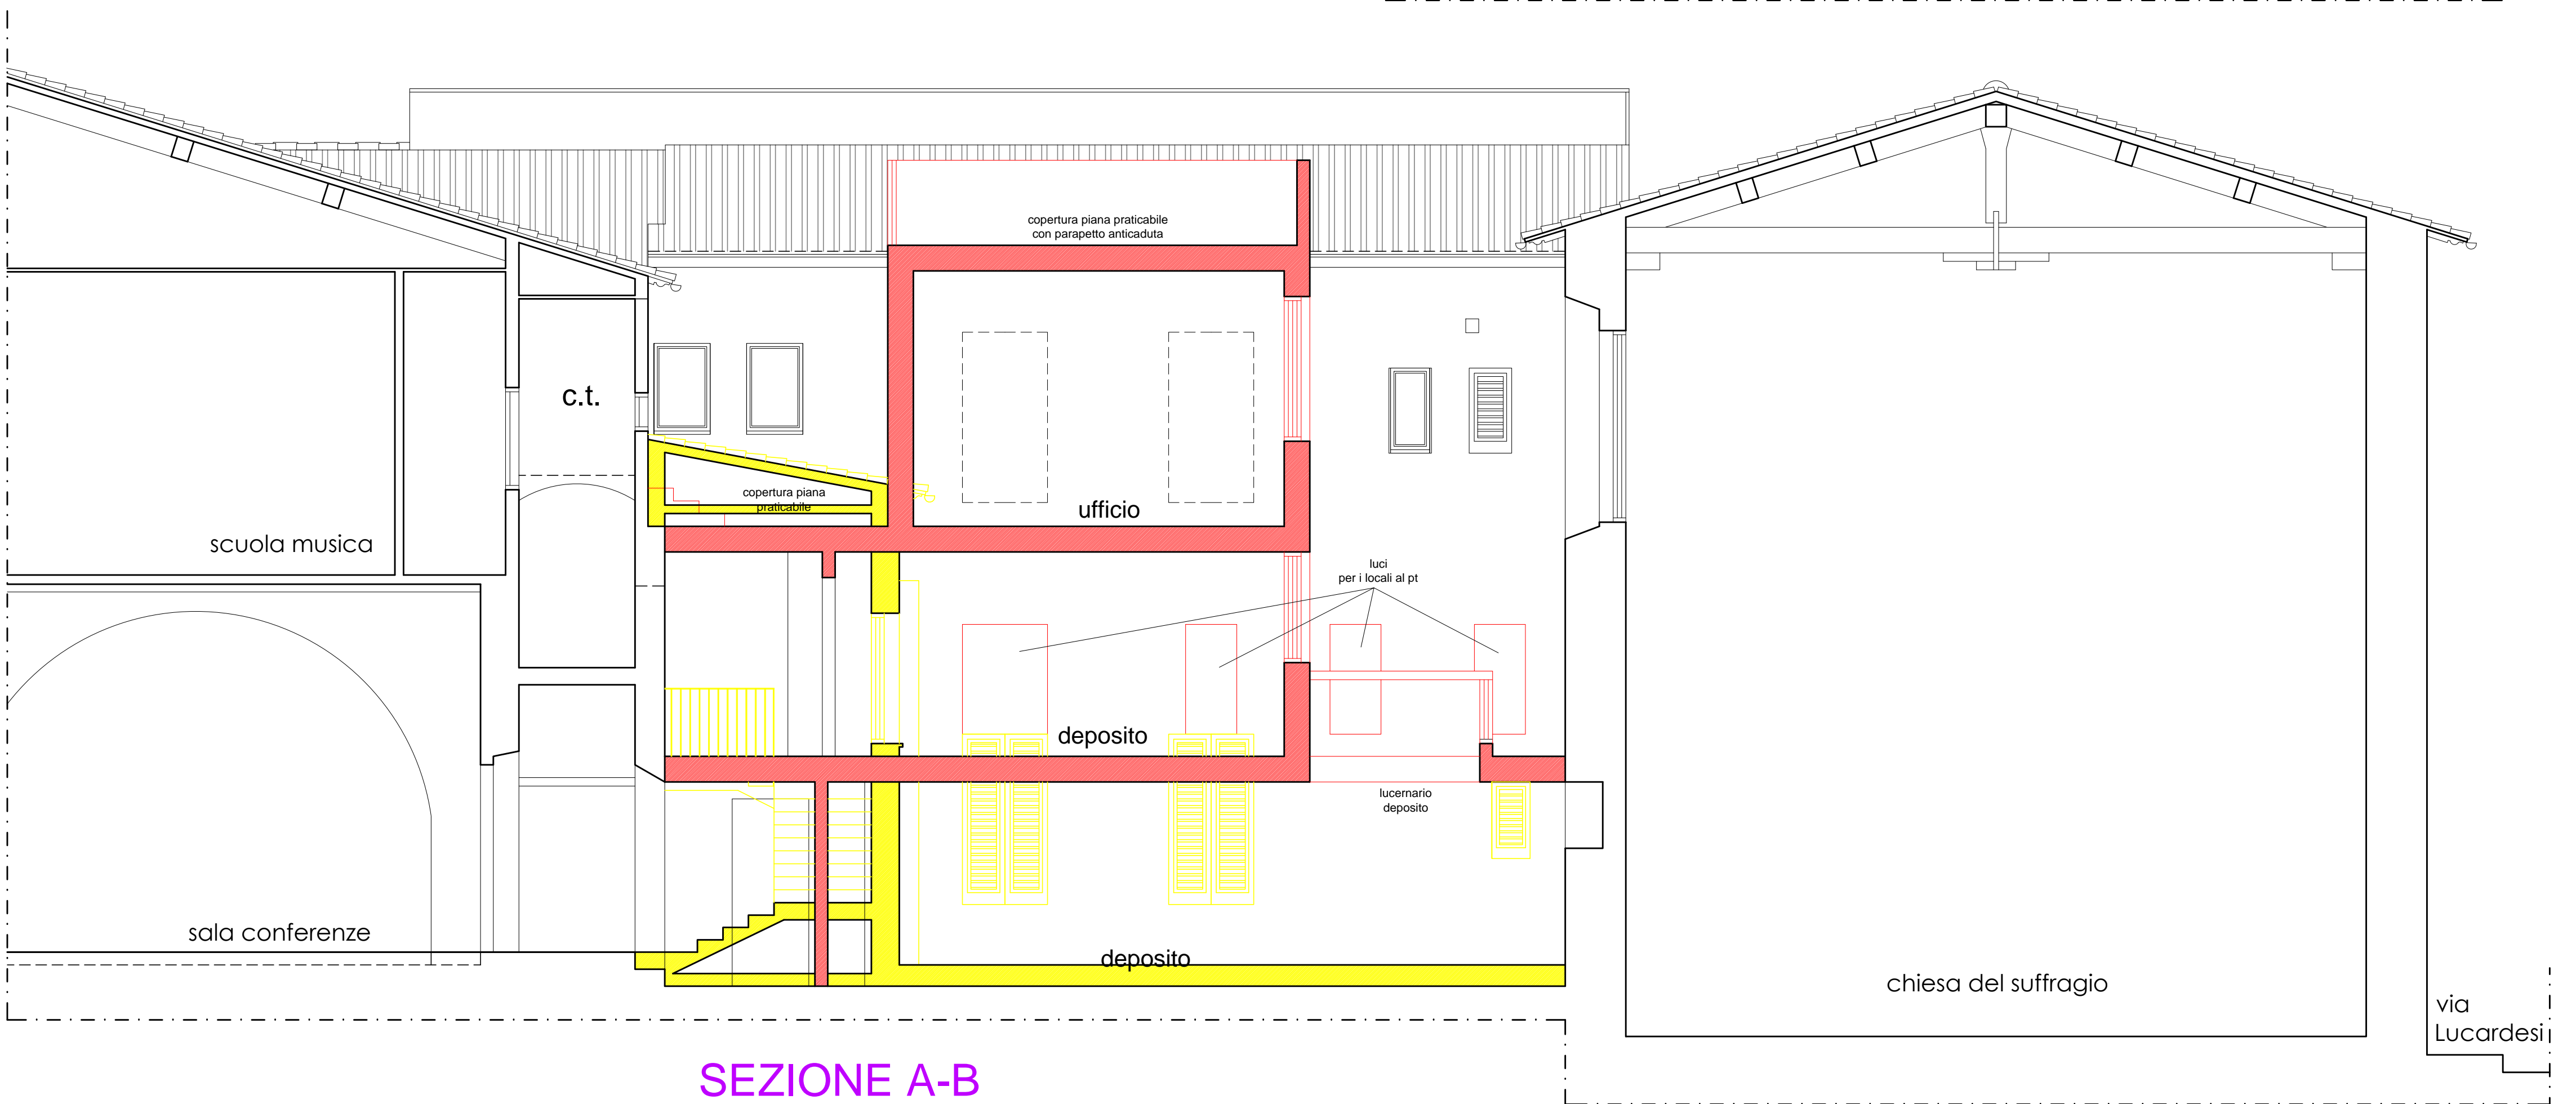 copertura piana praticabile
con parapetto anticaduta
c.t.
copertura piana
praticabile
ufficio
scuola musica
luci
per i locali al pt
deposito
lucernario
deposito
sala conferenze
deposito
chiesa del suffragio
via
Lucardesi
SEZIONE A-B